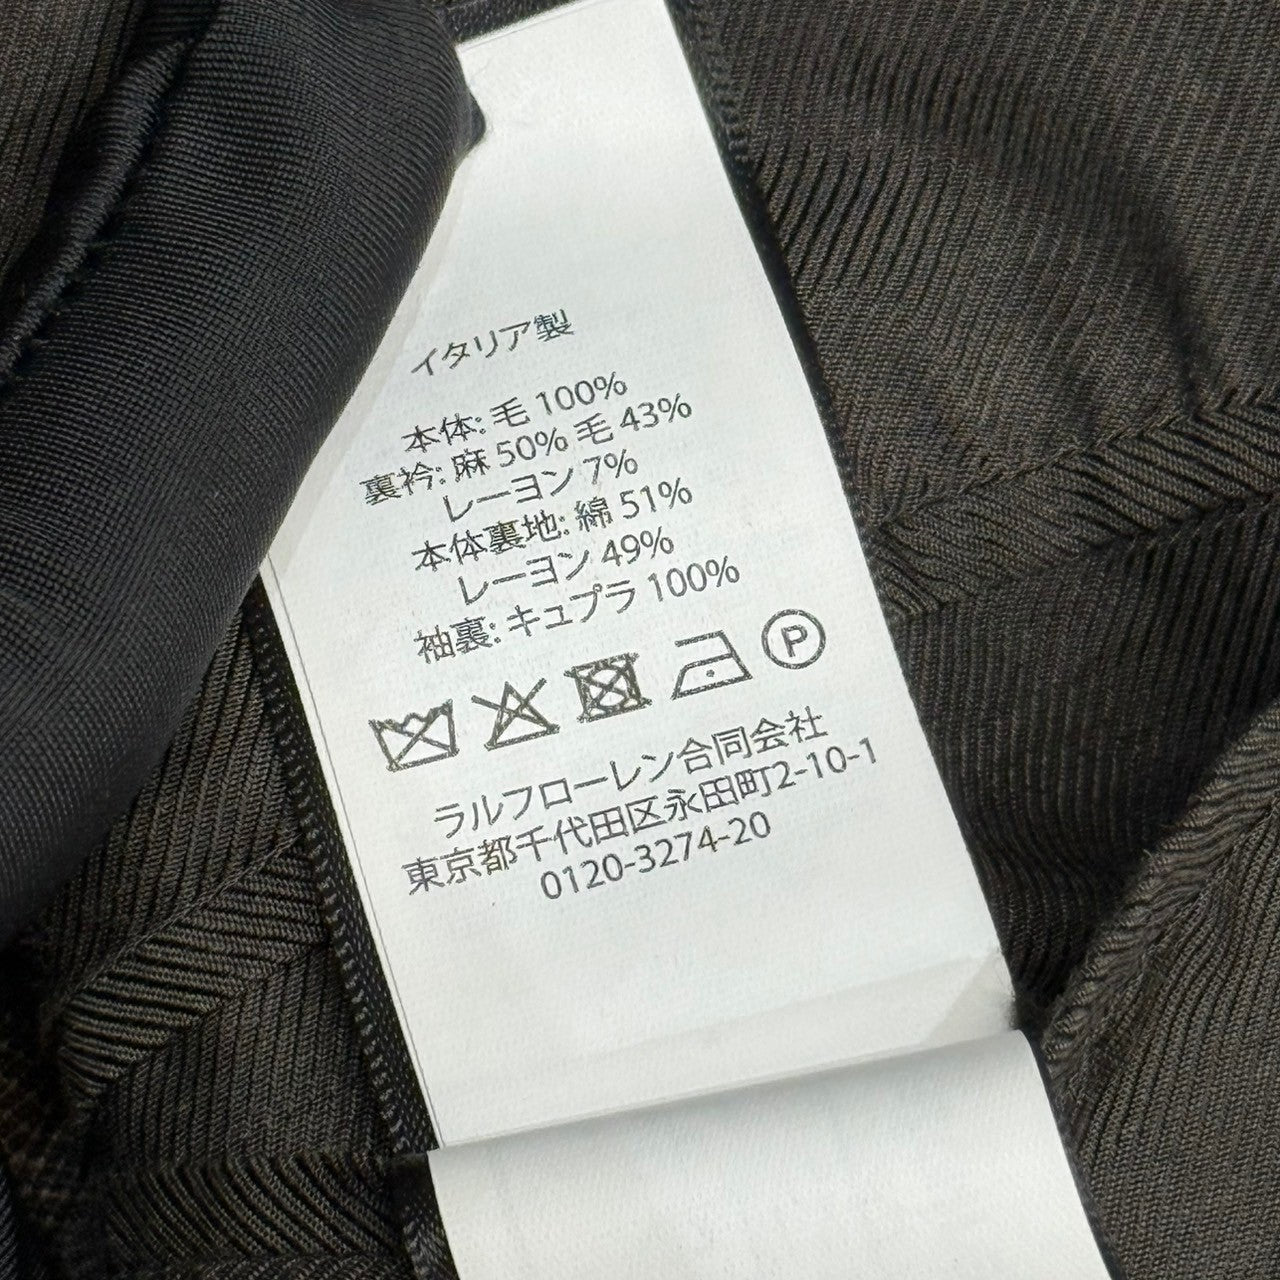 イタリア製
本体: 毛 100%
裏衿: 麻 50% 毛 43%
レーヨン 7%
本体裏地: 綿 51%
レーヨン 49%
袖裏: キュプラ 100%
P
ラルフローレン合同会社
東京都千代田区永田町2-10-1
0120-3274-20